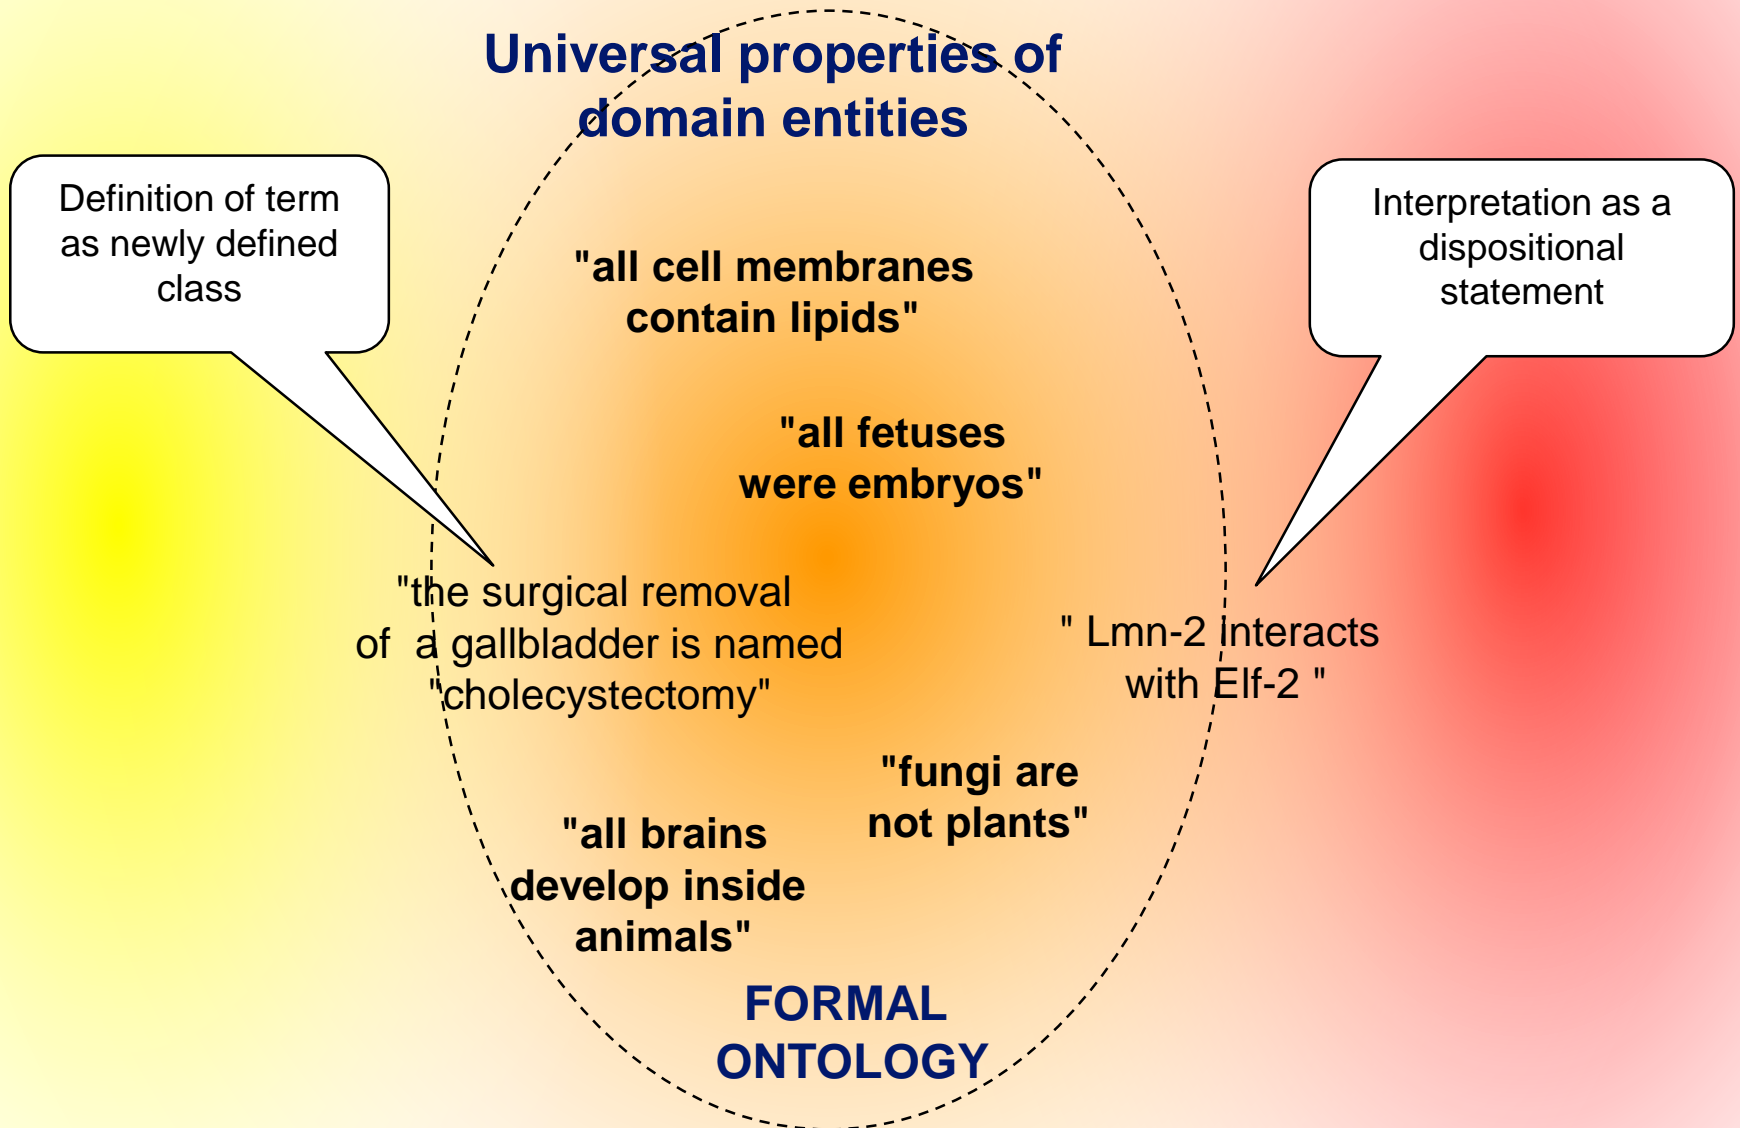 Universal properties of
domain entities
Definition of term
as newly defined
class
Interpretation as a
dispositional
statement
"all cell membranes
contain lipids"
"all fetuses
were embryos"
"the surgical removal
of a gallbladder is named
"cholecystectomy"
" Lmn-2 interacts
with Elf-2 "
"fungi are
not plants"
"all brains
develop inside
animals"
FORMAL
ONTOLOGY